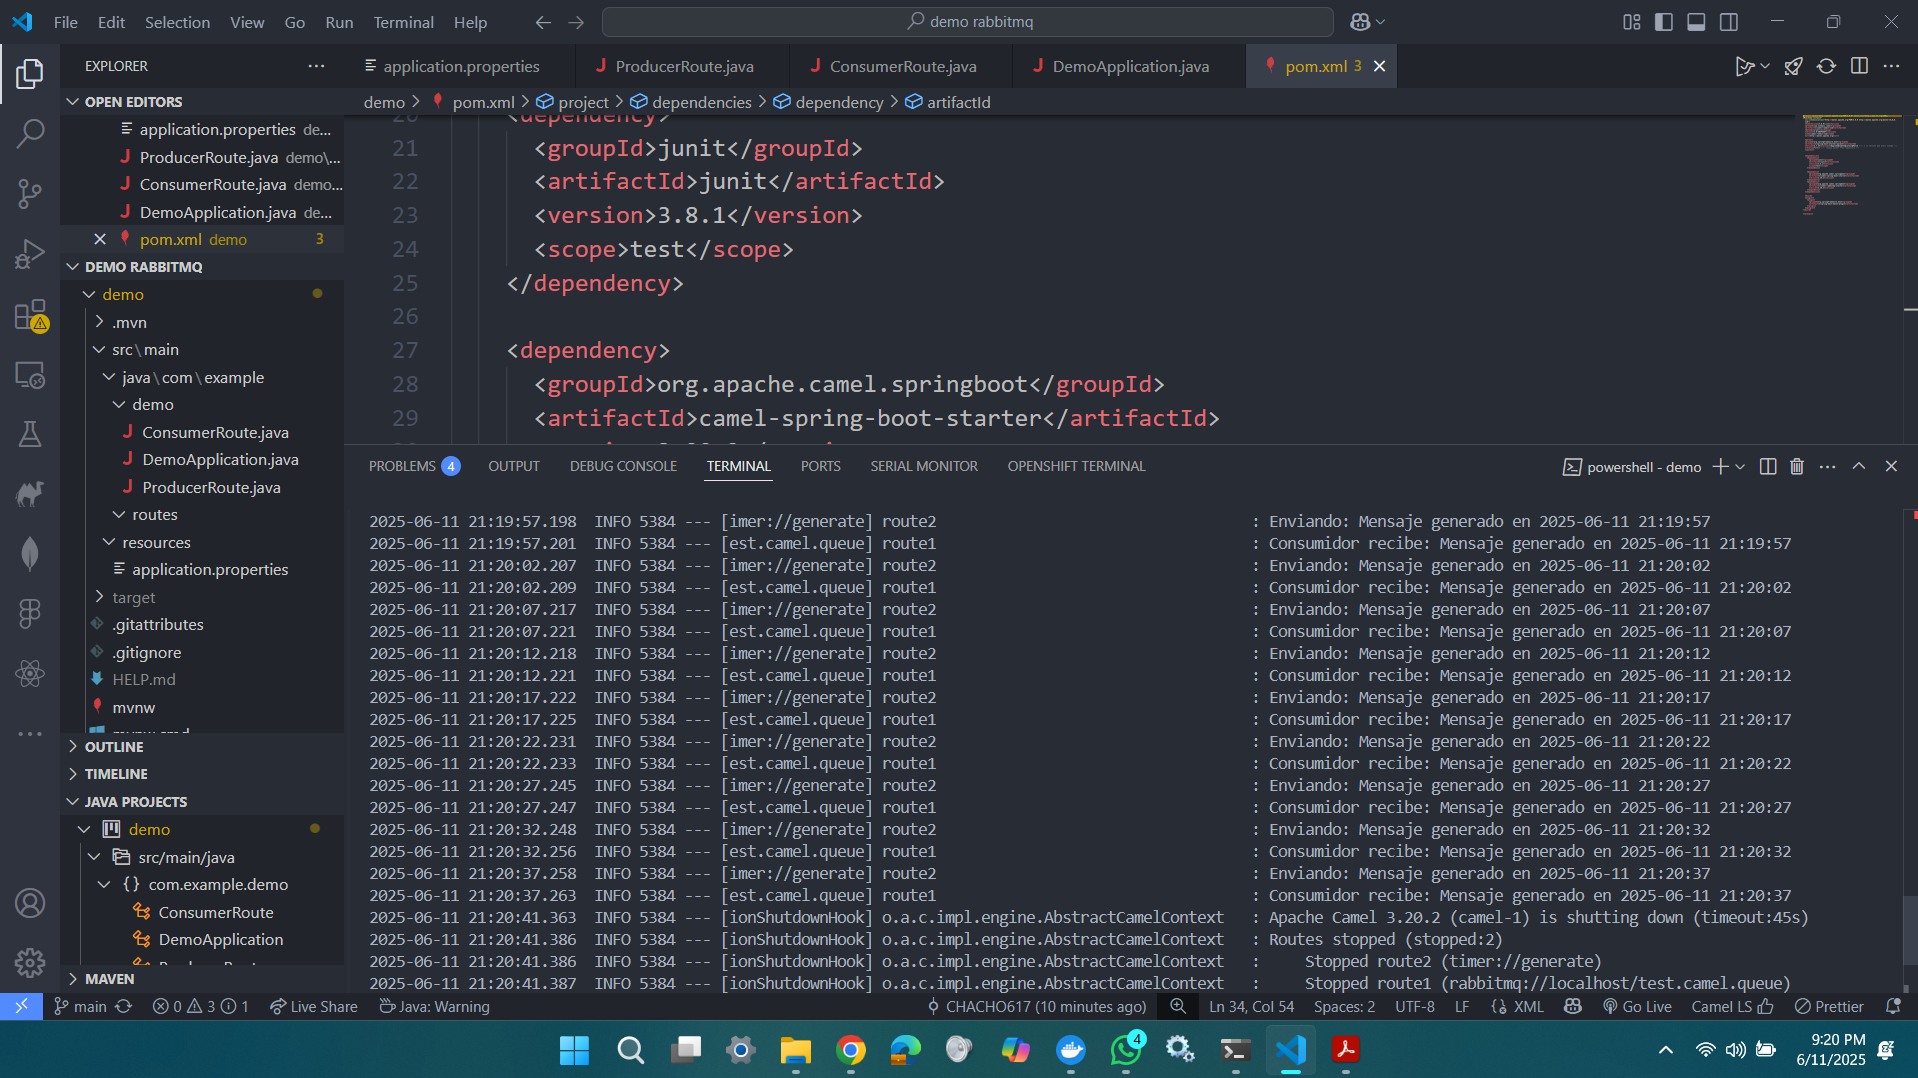 File Edit Selection View Go Run Terminal Help
demo rabbitmq
EXPLORER
application.properties
ProducerRoute.java
ConsumerRoute.java
DemoApplication.java
pom.xml 3
OPEN EDITORS
application.properties de...
ProducerRoute.java demo\...
ConsumerRoute.java demo...
DemoApplication.java de...
pom.xml demo 3
DEMO RABBITMQ
demo
.mvn
src\main
java\com\example
demo
ConsumerRoute.java
DemoApplication.java
ProducerRoute.java
routes
resources
application.properties
target
.gitattributes
.gitignore
HELP.md
mvnw
mvnw.cmd
OUTLINE
TIMELINE
JAVA PROJECTS
demo
src/main/java
com.example.demo
ConsumerRoute
DemoApplication
MAVEN
demo > pom.xml > project > dependencies > dependency > artifactId
20 <dependency>
21 <groupId>junit</groupId>
22 <artifactId>junit</artifactId>
23 <version>3.8.1</version>
24 <scope>test</scope>
25 </dependency>
26
27 <dependency>
28 <groupId>org.apache.camel.springboot</groupId>
29 <artifactId>camel-spring-boot-starter</artifactId>
PROBLEMS 4 OUTPUT DEBUG CONSOLE TERMINAL PORTS SERIAL MONITOR OPENSHIFT TERMINAL
powershell - demo
2025-06-11 21:19:57.198 INFO 5384 --- [imer://generate] route2 : Enviando: Mensaje generado en 2025-06-11 21:19:57
2025-06-11 21:19:57.201 INFO 5384 --- [est.camel.queue] route1 : Consumidor recibe: Mensaje generado en 2025-06-11 21:19:57
2025-06-11 21:20:02.207 INFO 5384 --- [imer://generate] route2 : Enviando: Mensaje generado en 2025-06-11 21:20:02
2025-06-11 21:20:02.209 INFO 5384 --- [est.camel.queue] route1 : Consumidor recibe: Mensaje generado en 2025-06-11 21:20:02
2025-06-11 21:20:07.217 INFO 5384 --- [imer://generate] route2 : Enviando: Mensaje generado en 2025-06-11 21:20:07
2025-06-11 21:20:07.221 INFO 5384 --- [est.camel.queue] route1 : Consumidor recibe: Mensaje generado en 2025-06-11 21:20:07
2025-06-11 21:20:12.218 INFO 5384 --- [imer://generate] route2 : Enviando: Mensaje generado en 2025-06-11 21:20:12
2025-06-11 21:20:12.221 INFO 5384 --- [est.camel.queue] route1 : Consumidor recibe: Mensaje generado en 2025-06-11 21:20:12
2025-06-11 21:20:17.222 INFO 5384 --- [imer://generate] route2 : Enviando: Mensaje generado en 2025-06-11 21:20:17
2025-06-11 21:20:17.225 INFO 5384 --- [est.camel.queue] route1 : Consumidor recibe: Mensaje generado en 2025-06-11 21:20:17
2025-06-11 21:20:22.231 INFO 5384 --- [imer://generate] route2 : Enviando: Mensaje generado en 2025-06-11 21:20:22
2025-06-11 21:20:22.233 INFO 5384 --- [est.camel.queue] route1 : Consumidor recibe: Mensaje generado en 2025-06-11 21:20:22
2025-06-11 21:20:27.245 INFO 5384 --- [imer://generate] route2 : Enviando: Mensaje generado en 2025-06-11 21:20:27
2025-06-11 21:20:27.247 INFO 5384 --- [est.camel.queue] route1 : Consumidor recibe: Mensaje generado en 2025-06-11 21:20:27
2025-06-11 21:20:32.248 INFO 5384 --- [imer://generate] route2 : Enviando: Mensaje generado en 2025-06-11 21:20:32
2025-06-11 21:20:32.256 INFO 5384 --- [est.camel.queue] route1 : Consumidor recibe: Mensaje generado en 2025-06-11 21:20:32
2025-06-11 21:20:37.258 INFO 5384 --- [imer://generate] route2 : Enviando: Mensaje generado en 2025-06-11 21:20:37
2025-06-11 21:20:37.263 INFO 5384 --- [est.camel.queue] route1 : Consumidor recibe: Mensaje generado en 2025-06-11 21:20:37
2025-06-11 21:20:41.363 INFO 5384 --- [ionShutdownHook] o.a.c.impl.engine.AbstractCamelContext : Apache Camel 3.20.2 (camel-1) is shutting down (timeout:45s)
2025-06-11 21:20:41.386 INFO 5384 --- [ionShutdownHook] o.a.c.impl.engine.AbstractCamelContext : Routes stopped (stopped:2)
2025-06-11 21:20:41.386 INFO 5384 --- [ionShutdownHook] o.a.c.impl.engine.AbstractCamelContext : Stopped route2 (timer://generate)
2025-06-11 21:20:41.387 INFO 5384 --- [ionShutdownHook] o.a.c.impl.engine.AbstractCamelContext : Stopped route1 (rabbitmq://localhost/test.camel.queue)
main 0 3 1 Live Share Java: Warning CHACHO617 (10 minutes ago) Ln 34, Col 54 Spaces: 2 UTF-8 LF XML Go Live Camel LS Prettier
4
9:20 PM
6/11/2025